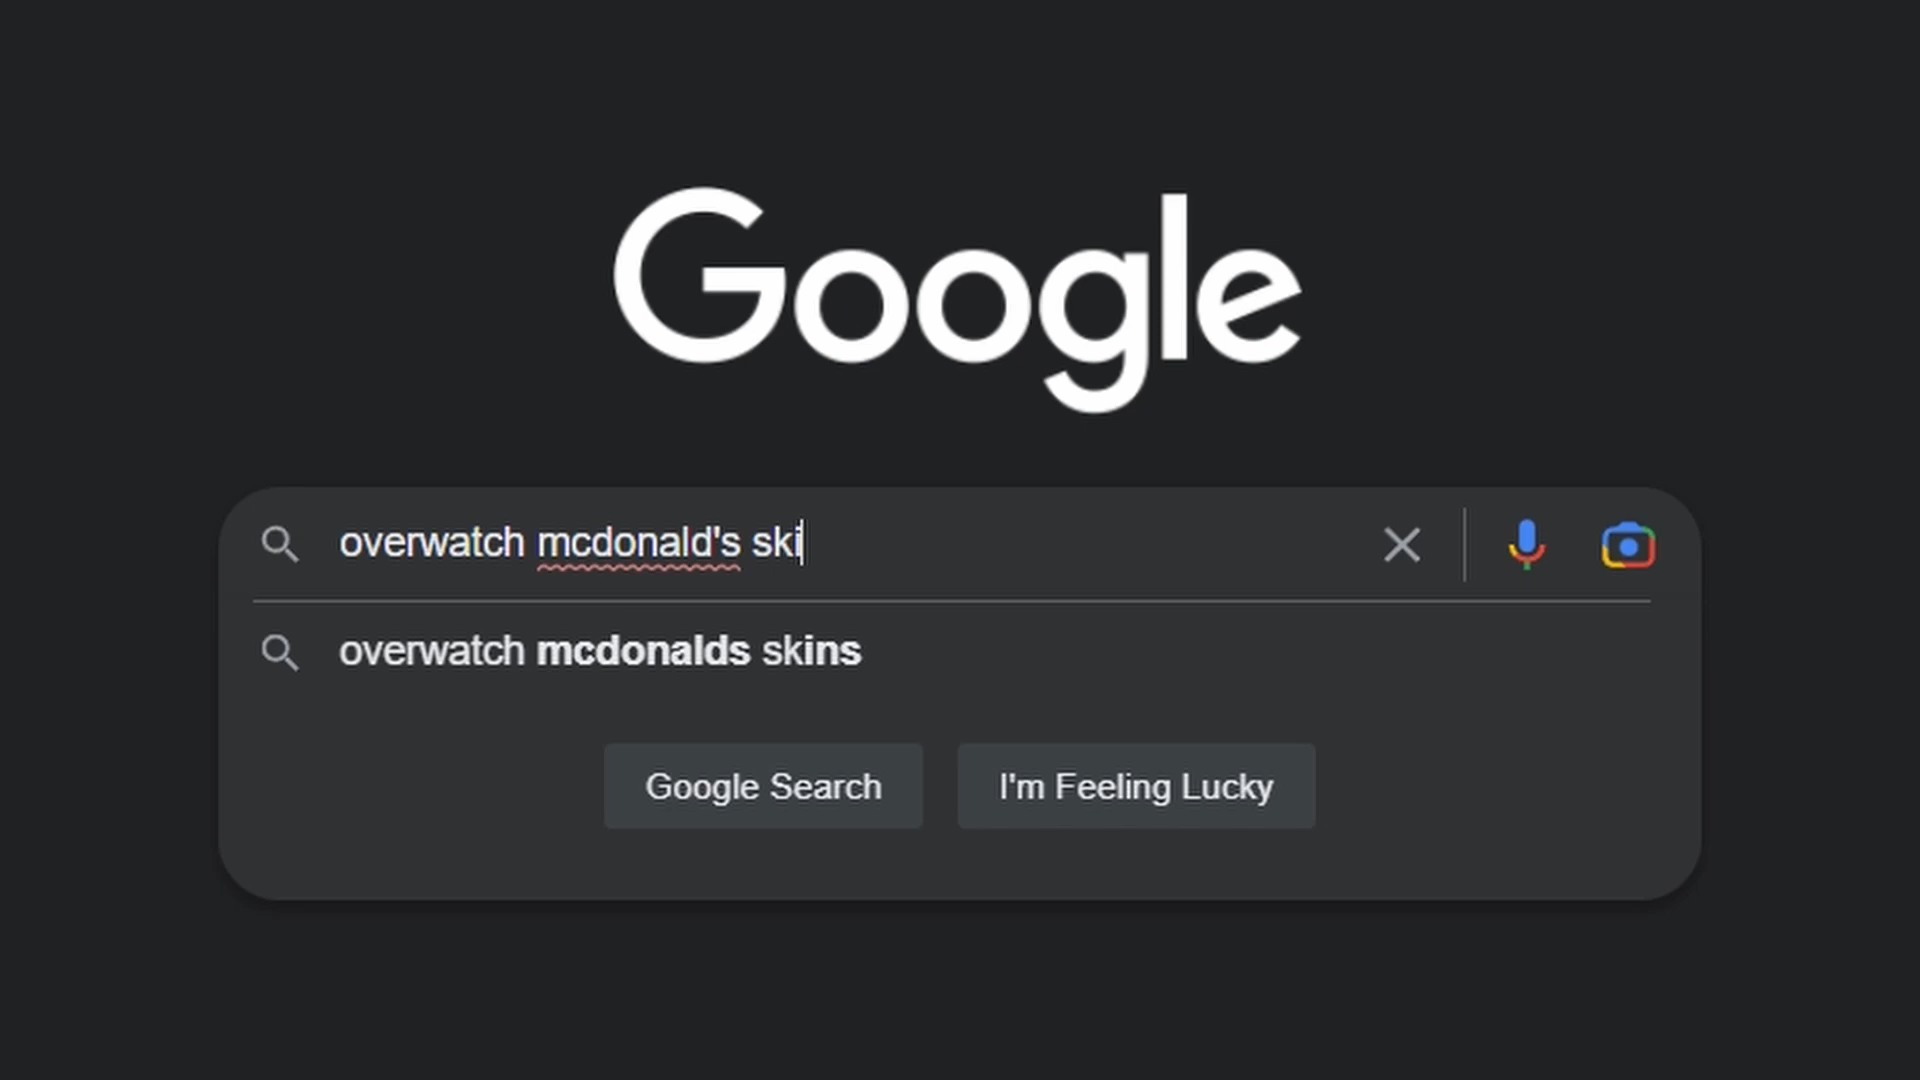 Google
overwatch mcdonald's ski
overwatch mcdonalds skins
Google Search
I'm Feeling Lucky